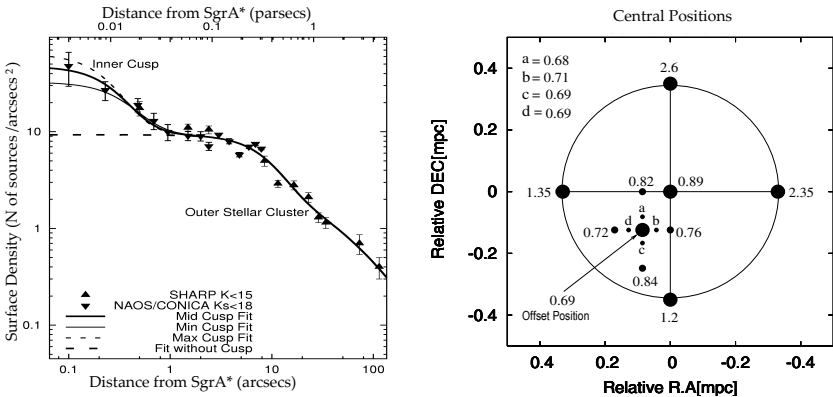 Distance from SgrA* (parsecs)
0.01 0.1 1
Surface Density (N of sources /arcsecs 2)
10
1
0.1
Inner Cusp
Outer Stellar Cluster
SHARP K<15
NAOS/CONICA Ks<18
Mid Cusp Fit
Min Cusp Fit
Max Cusp Fit
Fit without Cusp
0.1 1 10 100
Distance from SgrA* (arcsecs)
Central Positions
Relative DEC[mpc]
0.4
0.2
0
-0.2
-0.4
a = 0.68
b = 0.71
c = 0.69
d = 0.69
2.6
1.35 0.82 0.89 2.35
a
0.72 d b 0.76
c
0.84
0.69
Offset Position
1.2
0.4 0.2 0 -0.2 -0.4
Relative R.A[mpc]